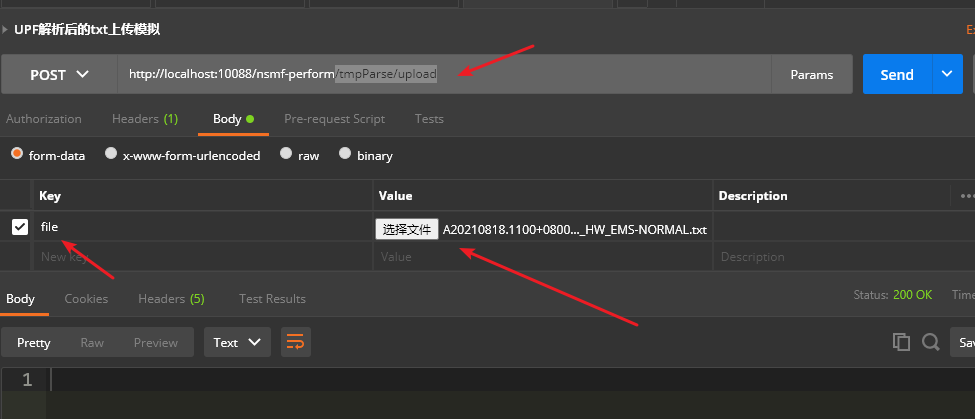 UPF解析后的txt上传模拟
POST http://localhost:10088/nsmf-perform/tmpParse/upload Params Send
Authorization Headers (1) Body Pre-request Script Tests
form-data x-www-form-urlencoded raw binary
Key Value Description
file 选择文件 A20210818.1100+0800..._HW_EMS-NORMAL.txt
New key Value Description
Body Cookies Headers (5) Test Results Status: 200 OK Time
Pretty Raw Preview Text Sav
1